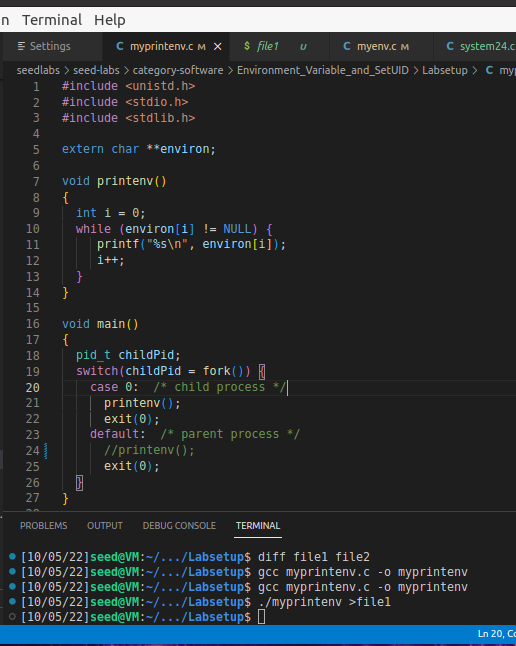 n Terminal Help
Settings C myprintenv.c M × $ file1 U C myenv.c M C system24.c
seedlabs > seed-labs > category-software > Environment_Variable_and_SetUID > Labsetup > C
1 #include <unistd.h>
2 #include <stdio.h>
3 #include <stdlib.h>
4
5 extern char **environ;
6
7 void printenv()
8 {
9 int i = 0;
10 while (environ[i] != NULL) {
11 printf("%s\n", environ[i]);
12 i++;
13 }
14 }
15
16 void main()
17 {
18 pid_t childPid;
19 switch(childPid = fork()) {
20 case 0: /* child process */
21 printenv();
22 exit(0);
23 default: /* parent process */
24 //printenv();
25 exit(0);
26 }
27 }
PROBLEMS OUTPUT DEBUG CONSOLE TERMINAL
[10/05/22]seed@VM:~/.../Labsetup$ diff file1 file2
[10/05/22]seed@VM:~/.../Labsetup$ gcc myprintenv.c -o myprintenv
[10/05/22]seed@VM:~/.../Labsetup$ gcc myprintenv.c -o myprintenv
[10/05/22]seed@VM:~/.../Labsetup$ ./myprintenv >file1
[10/05/22]seed@VM:~/.../Labsetup$
Ln 20, Co